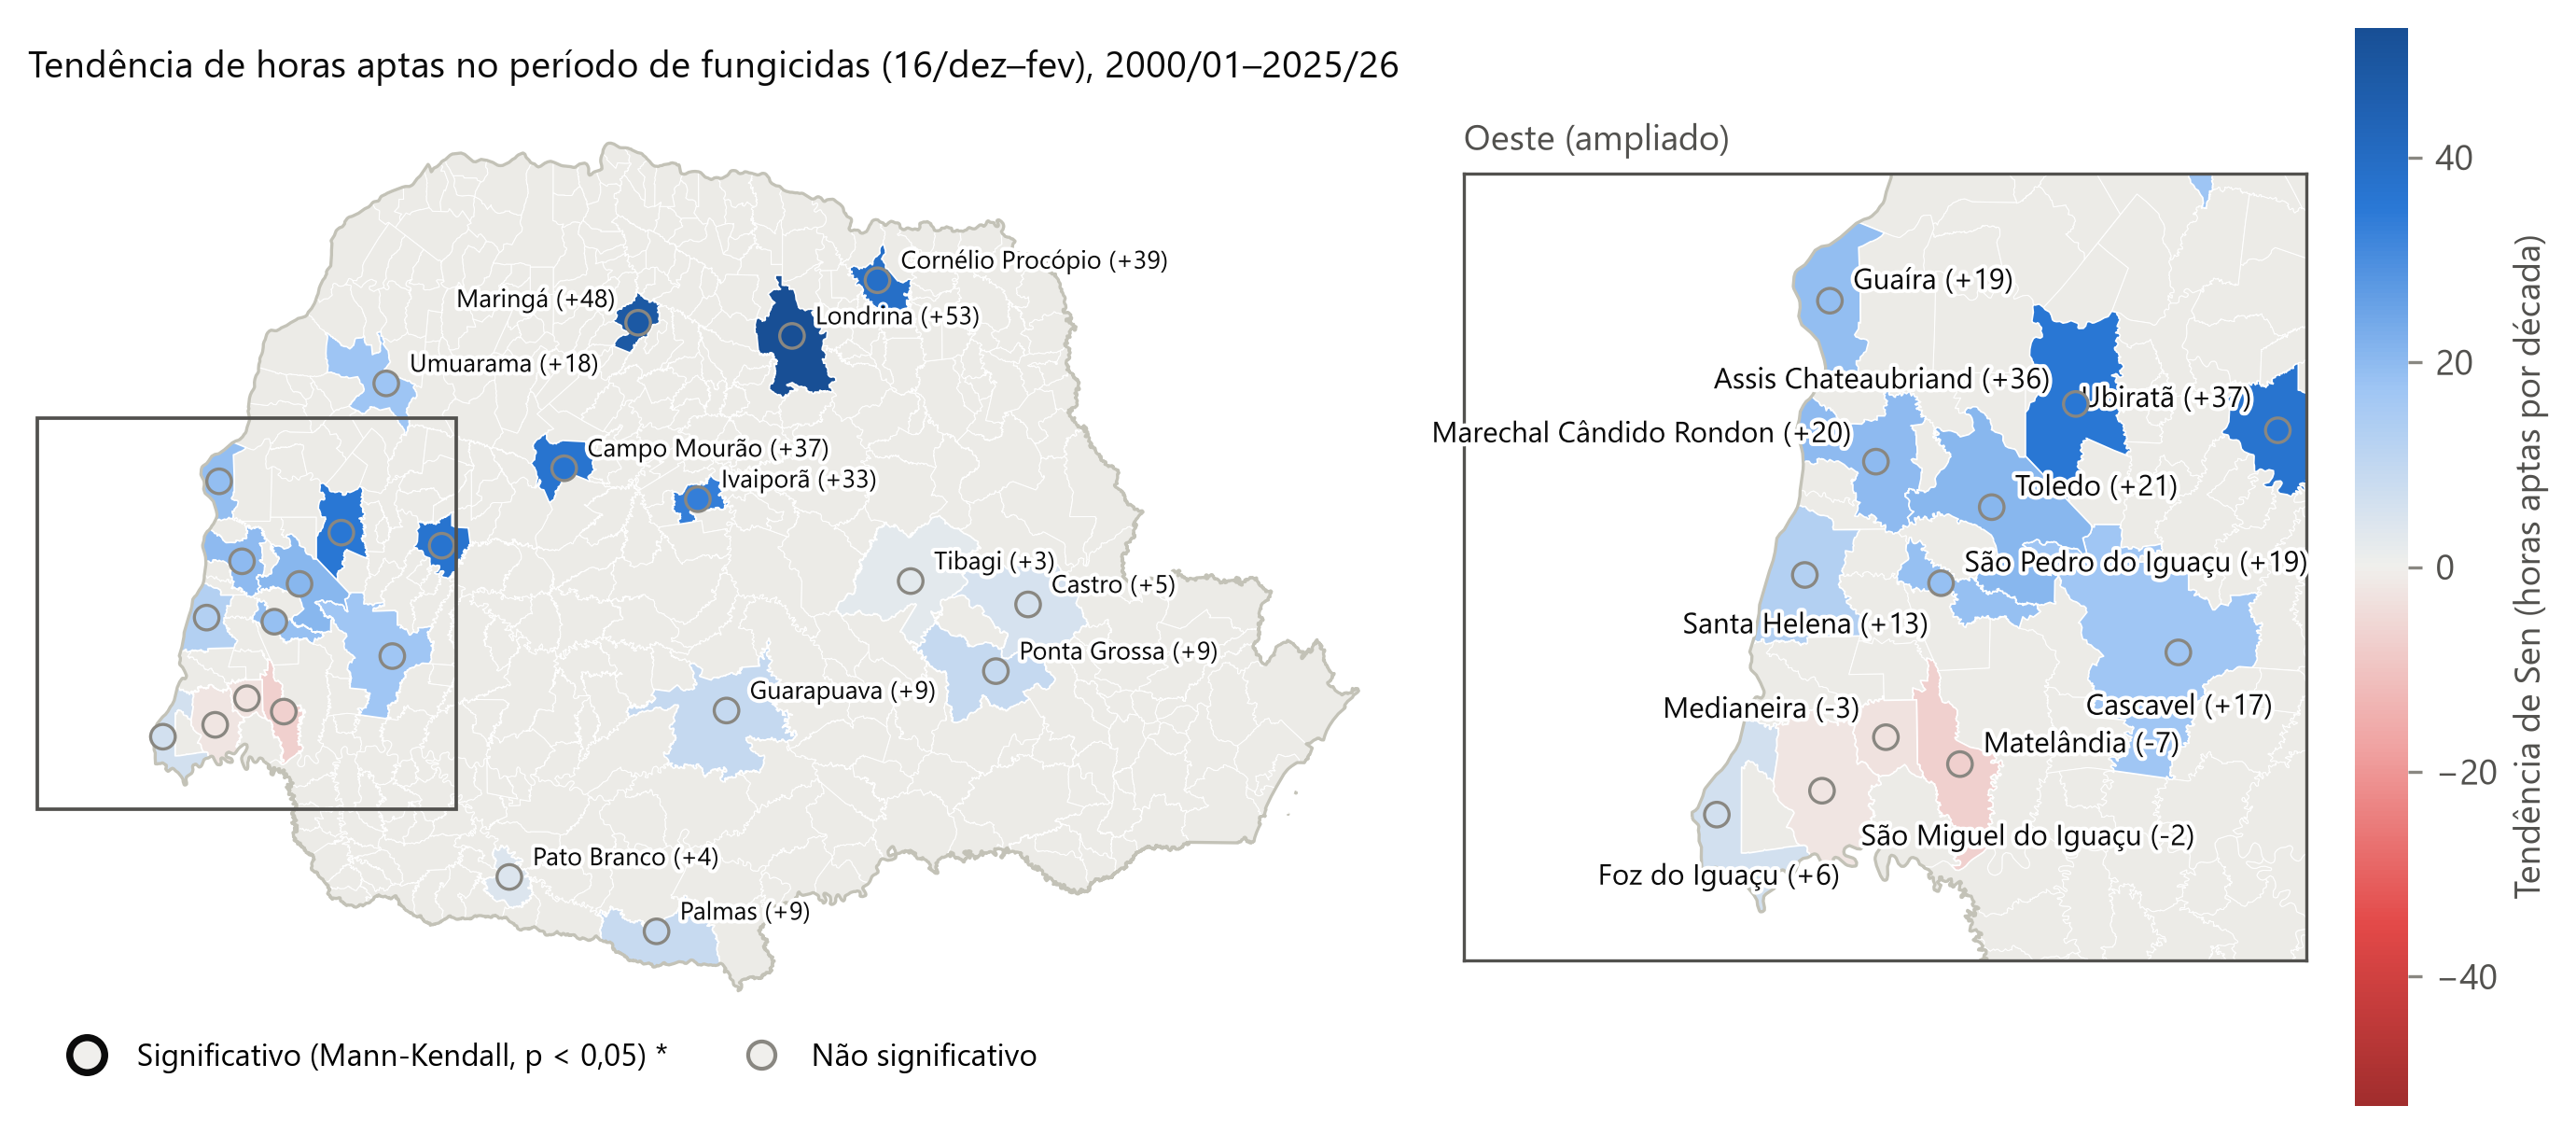 Tendência de horas aptas no período de fungicidas (16/dez–fev), 2000/01–2025/26
Cornélio Procópio (+39)
Maringá (+48)
Londrina (+53)
Umuarama (+18)
Campo Mourão (+37)
Ivaiporã (+33)
Tibagi (+3)
Castro (+5)
Ponta Grossa (+9)
Guarapuava (+9)
Pato Branco (+4)
Palmas (+9)
Significativo (Mann-Kendall, p < 0,05) *
Não significativo
Oeste (ampliado)
Guaíra (+19)
Assis Chateaubriand (+36)
Ubiratã (+37)
Marechal Cândido Rondon (+20)
Toledo (+21)
São Pedro do Iguaçu (+19)
Santa Helena (+13)
Cascavel (+17)
Medianeira (-3)
Matelândia (-7)
São Miguel do Iguaçu (-2)
Foz do Iguaçu (+6)
40
20
0
−20
−40
Tendência de Sen (horas aptas por década)